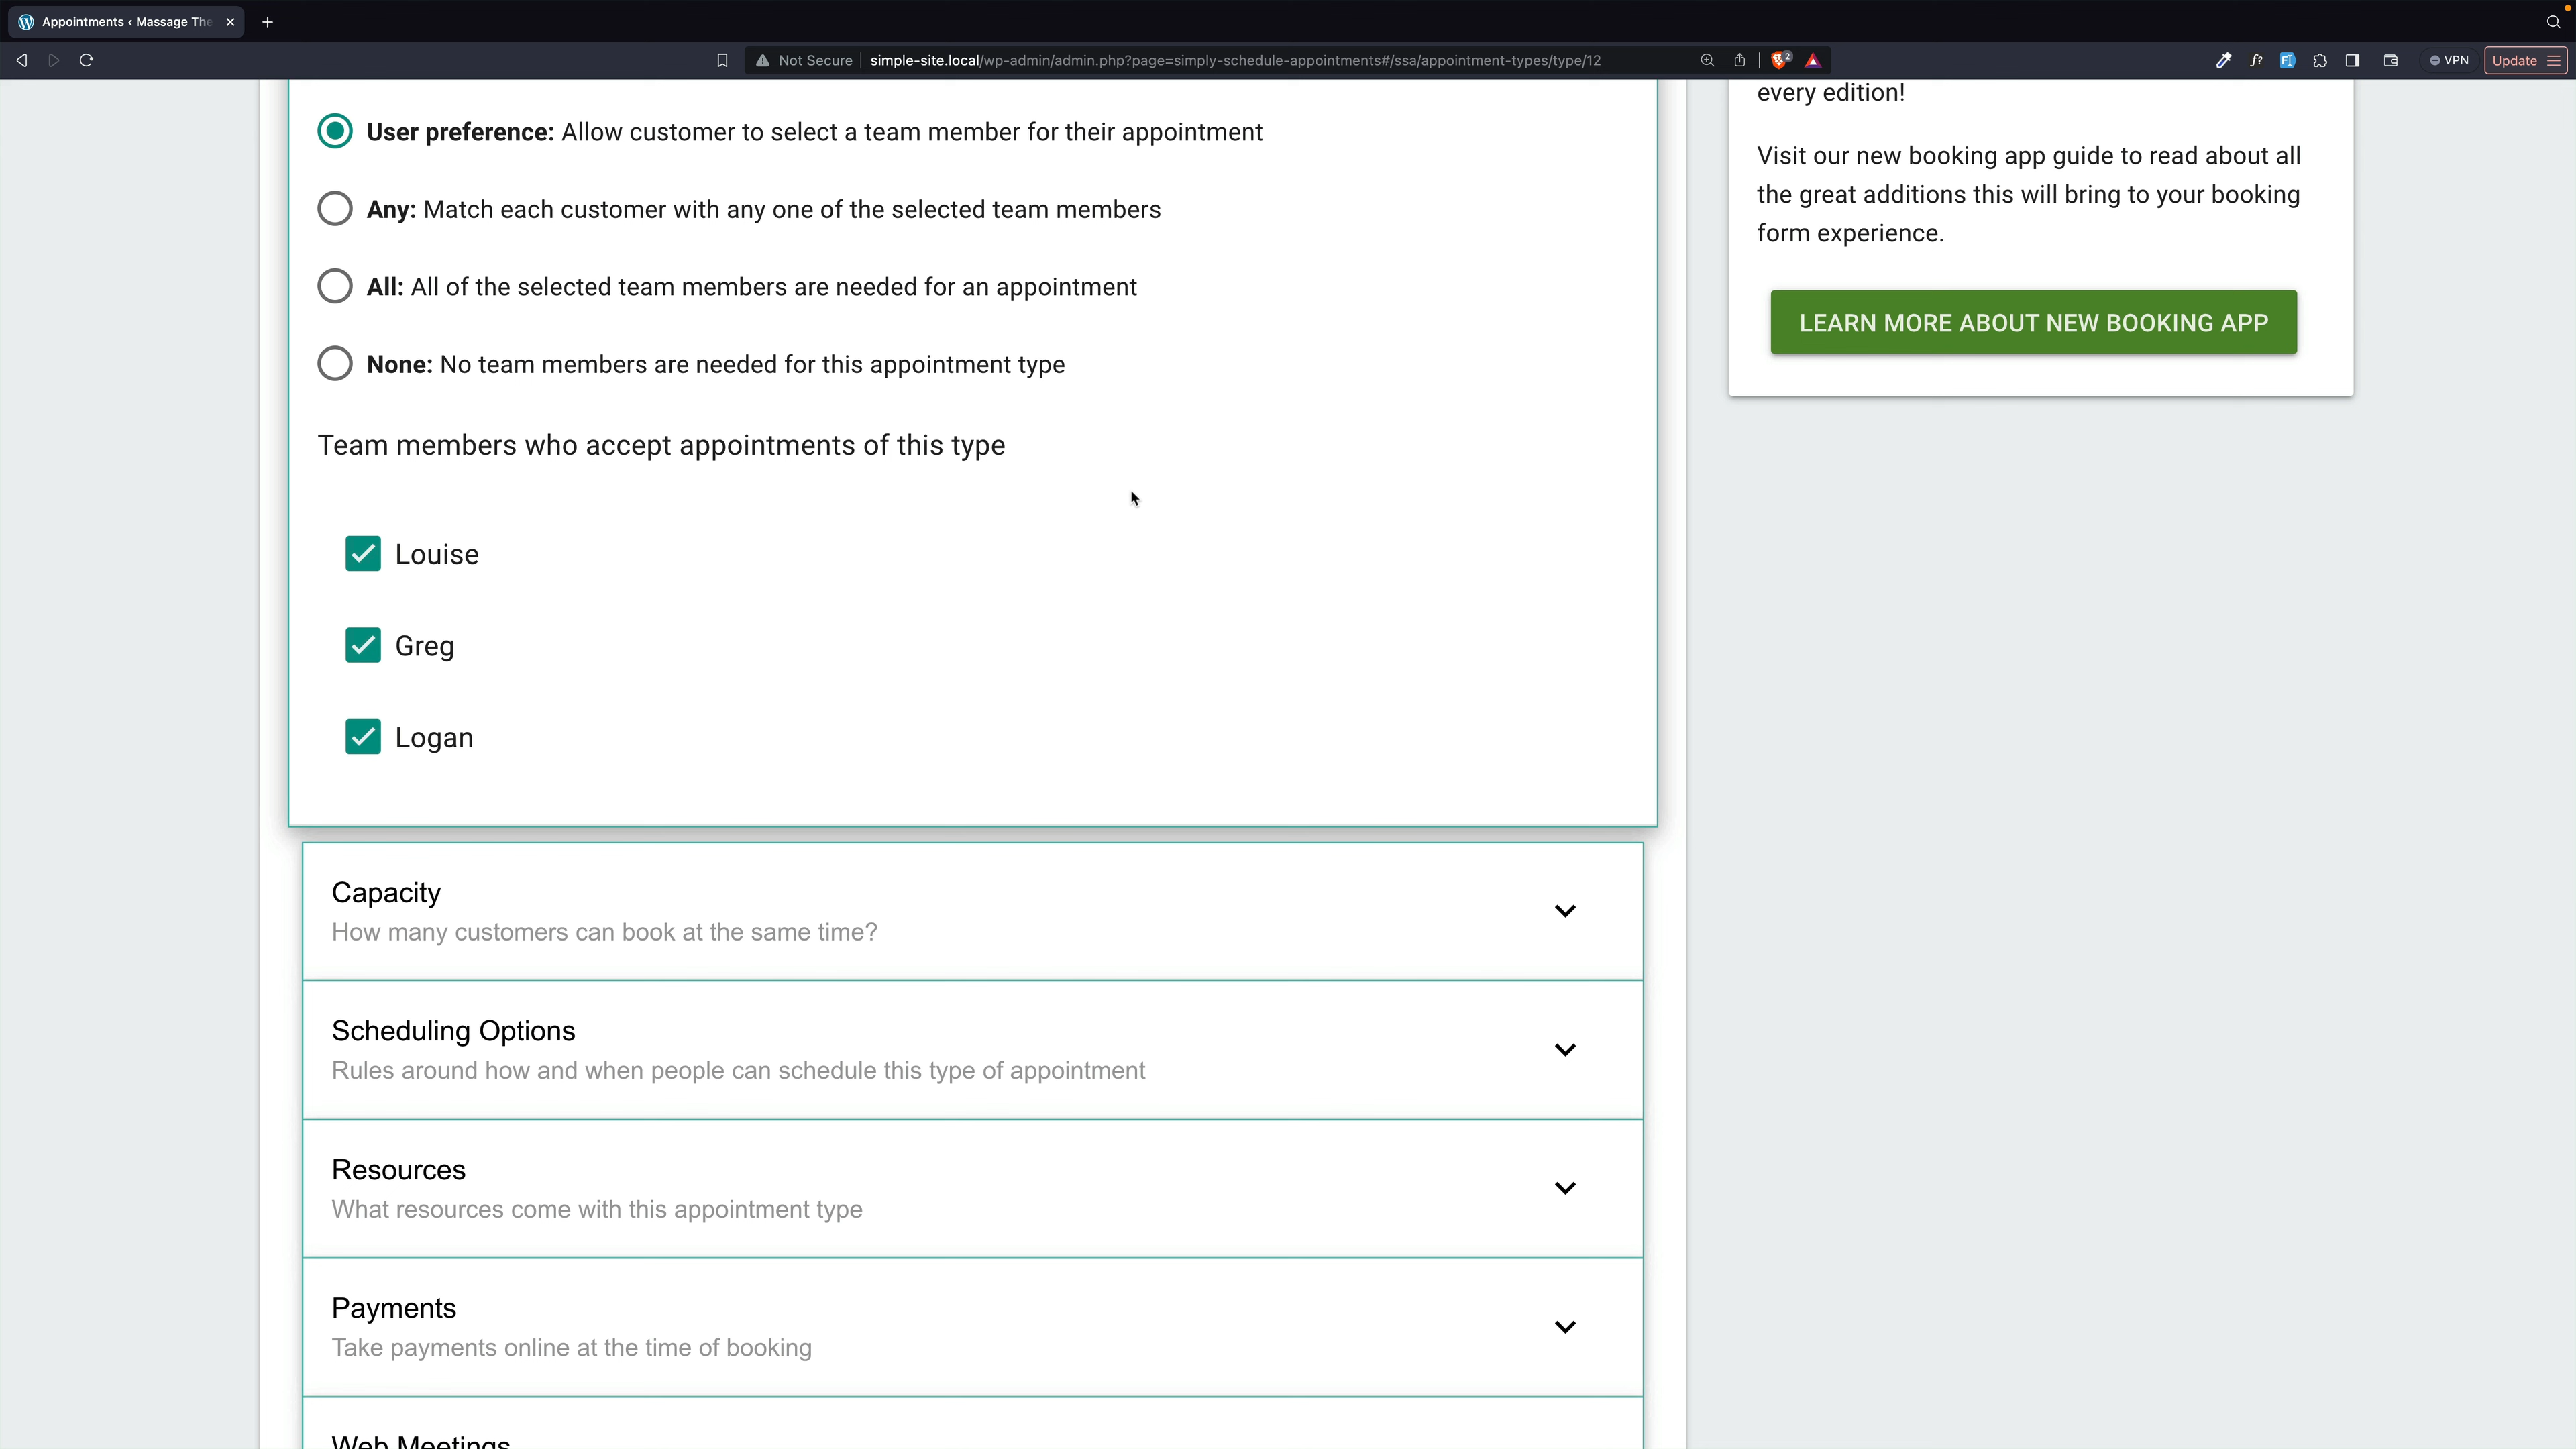 Appointments ‹ Massage The
Not Secure
simple-site.local/wp-admin/admin.php?page=simply-schedule-appointments#/ssa/appointment-types/type/12
2
f?
VPN
Update
User preference: Allow customer to select a team member for their appointment
Any: Match each customer with any one of the selected team members
All: All of the selected team members are needed for an appointment
None: No team members are needed for this appointment type
Team members who accept appointments of this type
Louise
Greg
Logan
Capacity
How many customers can book at the same time?
Scheduling Options
Rules around how and when people can schedule this type of appointment
Resources
What resources come with this appointment type
Payments
Take payments online at the time of booking
Web Meetings
every edition!
Visit our new booking app guide to read about all
the great additions this will bring to your booking
form experience.
LEARN MORE ABOUT NEW BOOKING APP